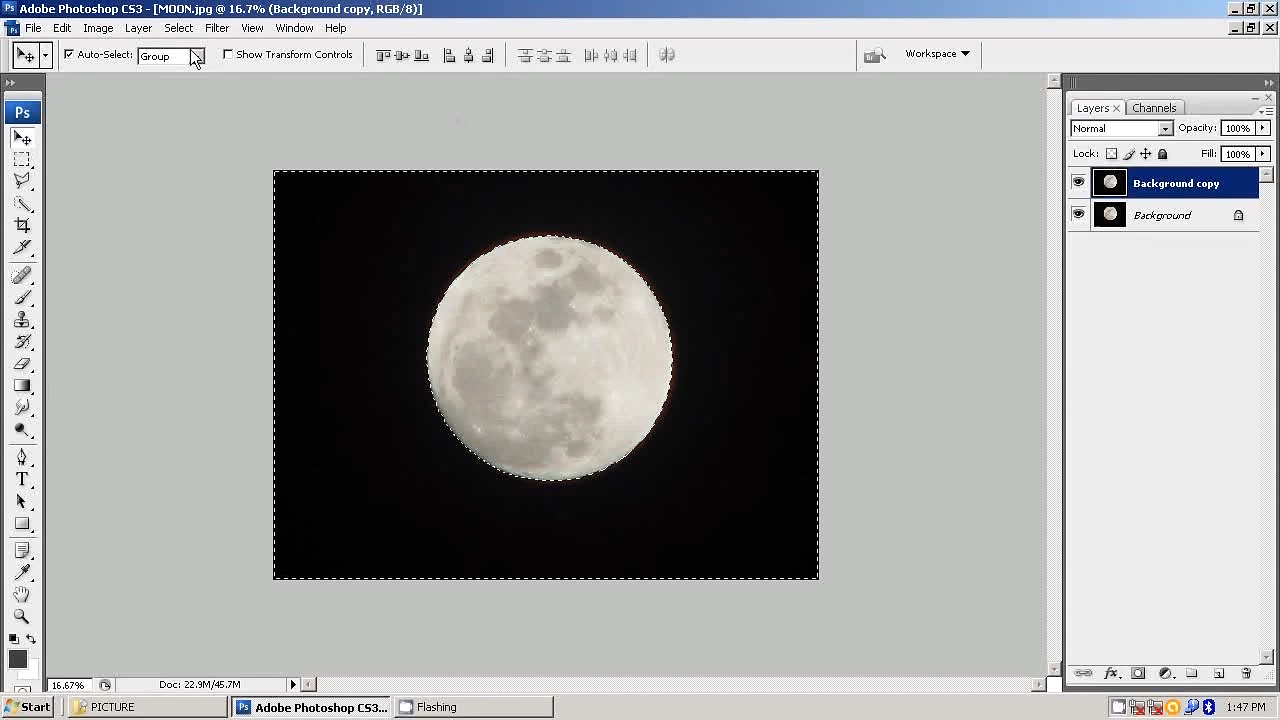 Adobe Photoshop CS3 - [MOON.jpg @ 16.7% (Background copy, RGB/8)]
File Edit Image Layer Select Filter View Window Help
Auto-Select: Group Show Transform Controls Workspace
Ps
Layers Channels
Normal Opacity: 100%
Lock: Fill: 100%
Background copy
Background
T
16.67% Doc: 22.9M/45.7M
Start PICTURE Adobe Photoshop CS3... Flashing 1:47 PM